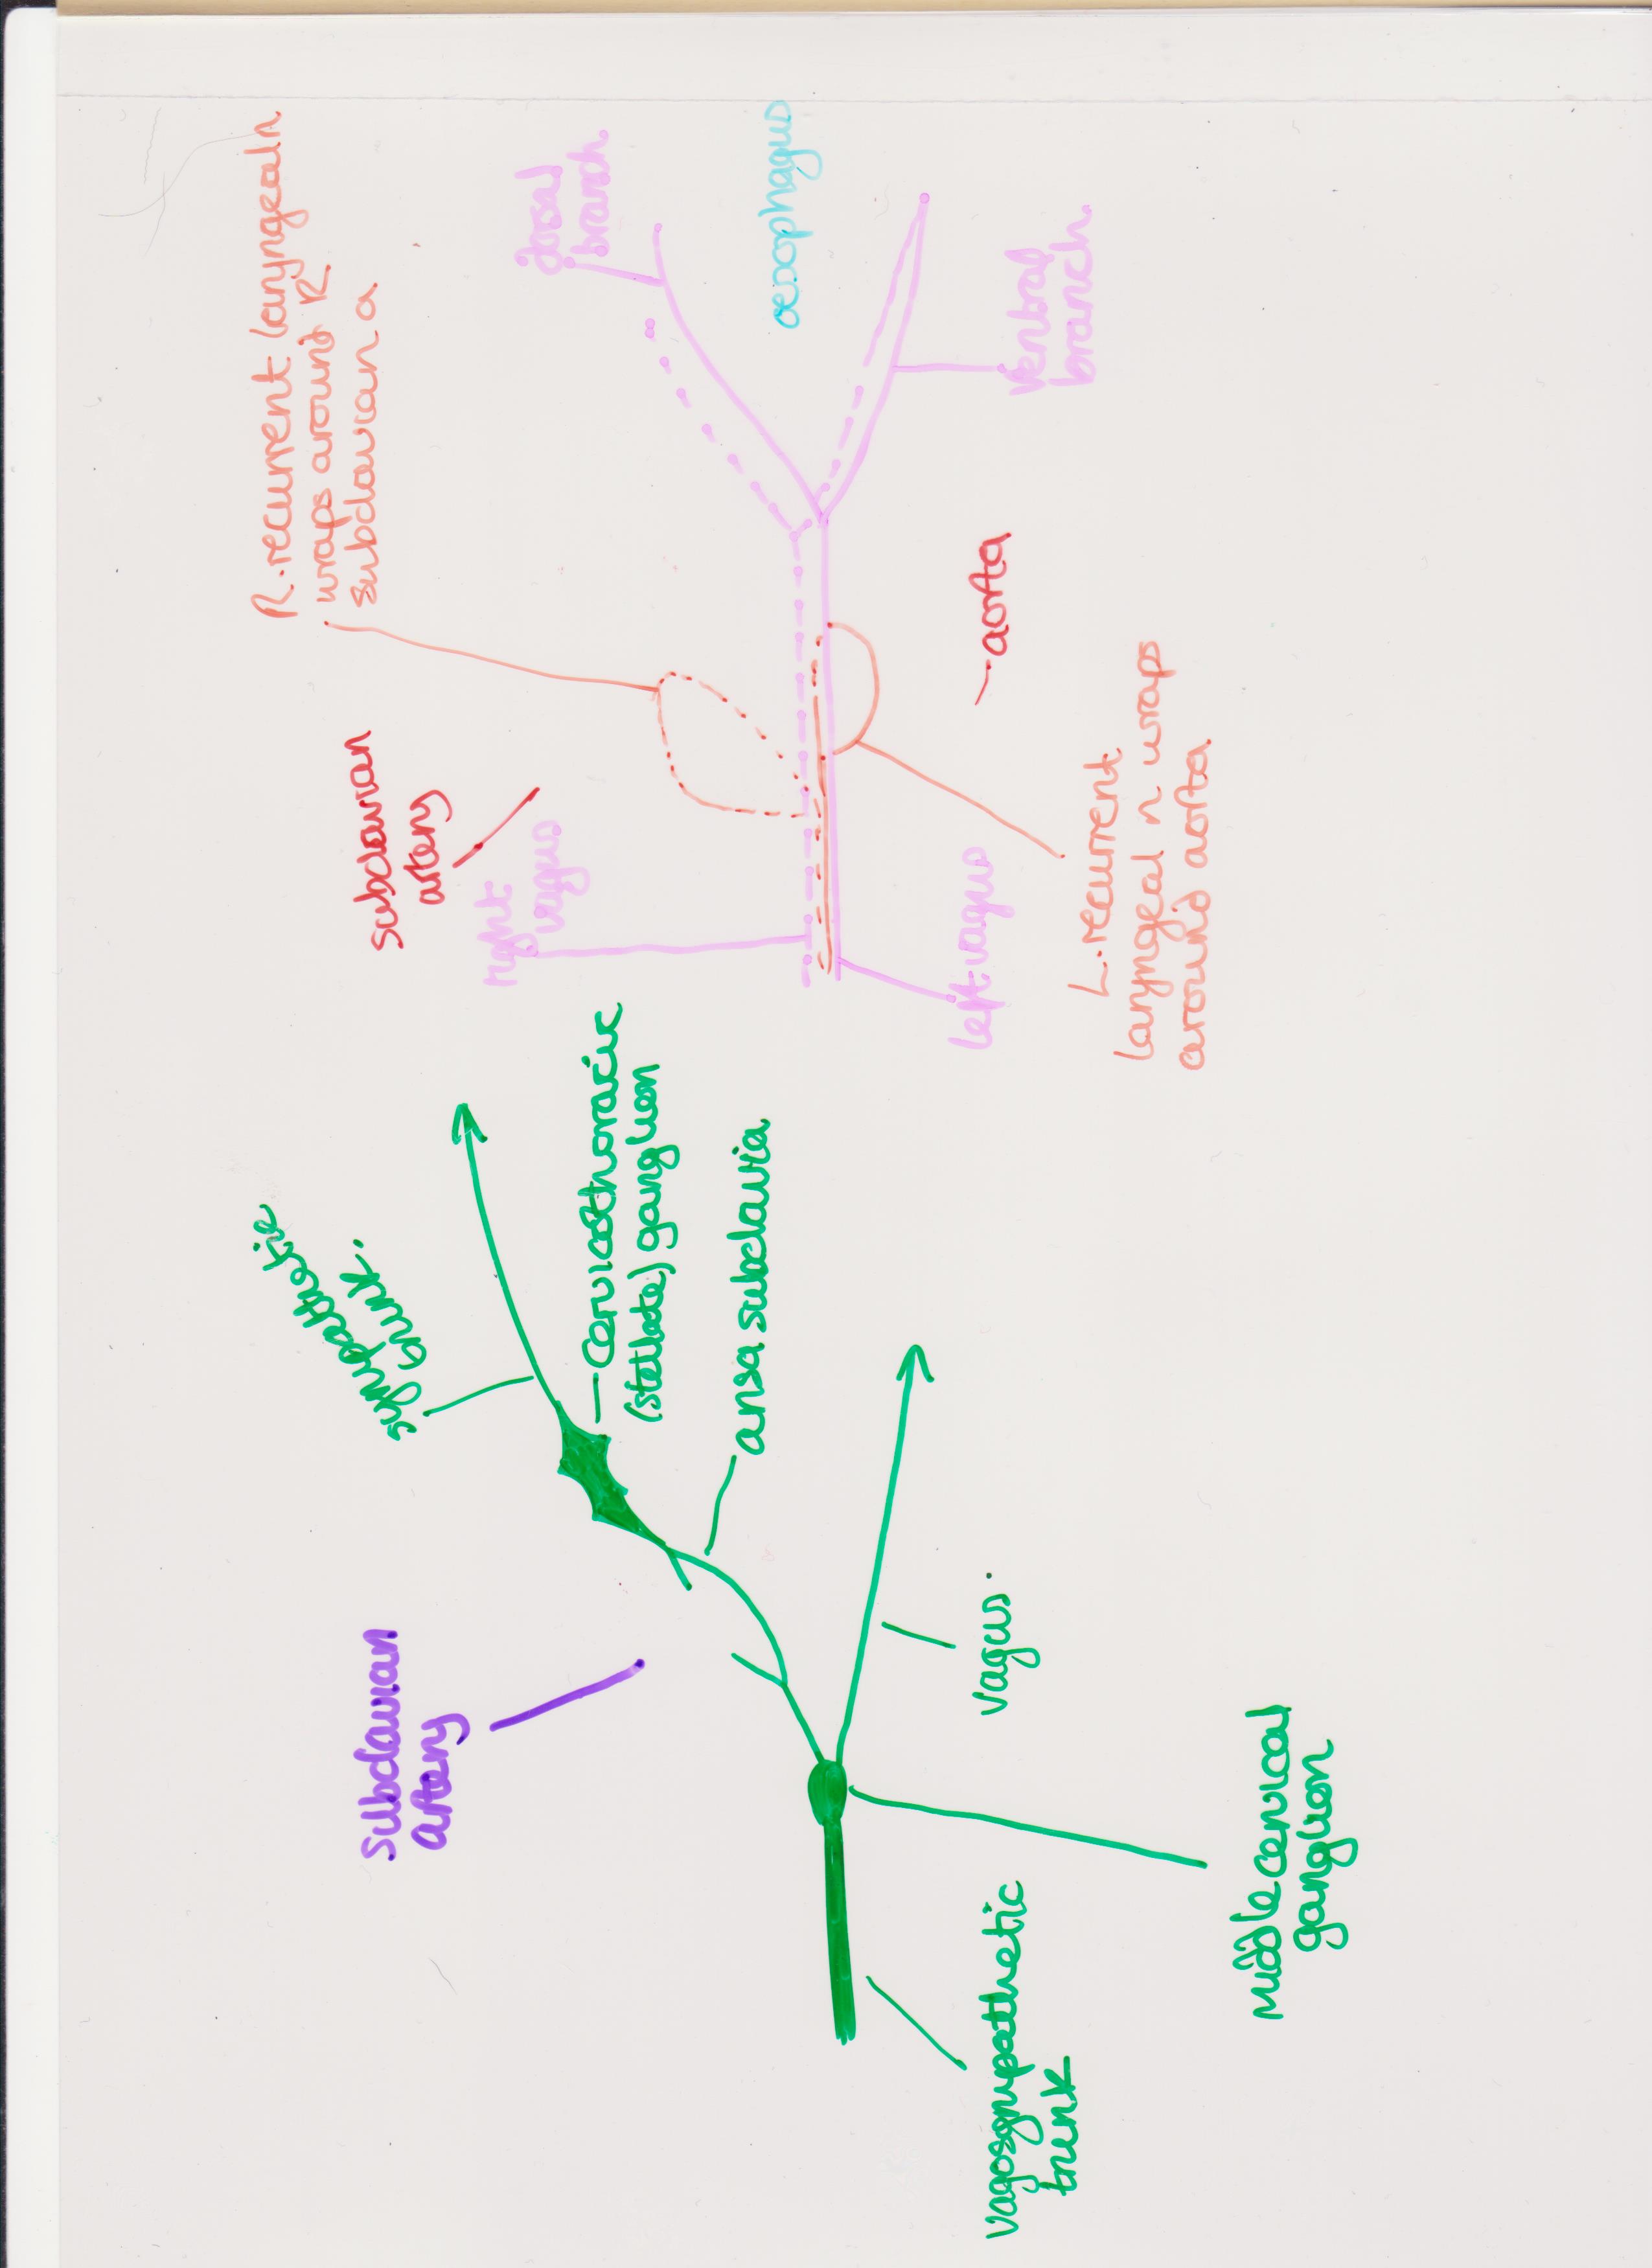 subclavian
artery
sympathetic
trunk.
cervicothoracic
(stellate) ganglion
ansa subclavia
vagus.
vagosympathetic
trunk
middle cervical
ganglion
R. recurrent laryngeal n
wraps around R.
subclavian a
subclavian
artery
right
vagus
dorsal
branch
oesophagus
ventral
branch
aorta
left vagus
L. recurrent
laryngeal n wraps
around aorta